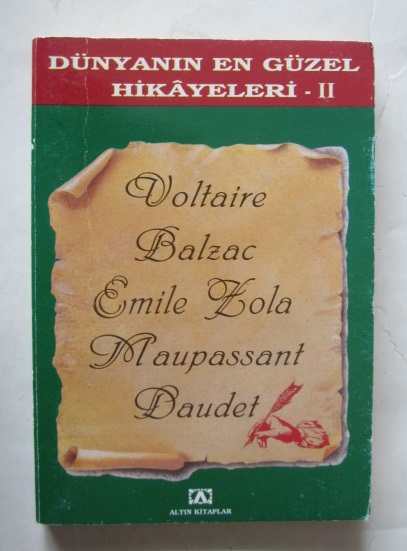 DÜNYANIN EN GÜZEL
HİKÂYELERİ - II
Voltaire
Balzac
Emile Zola
Maupassant
Daudet
ALTIN KİTAPLAR